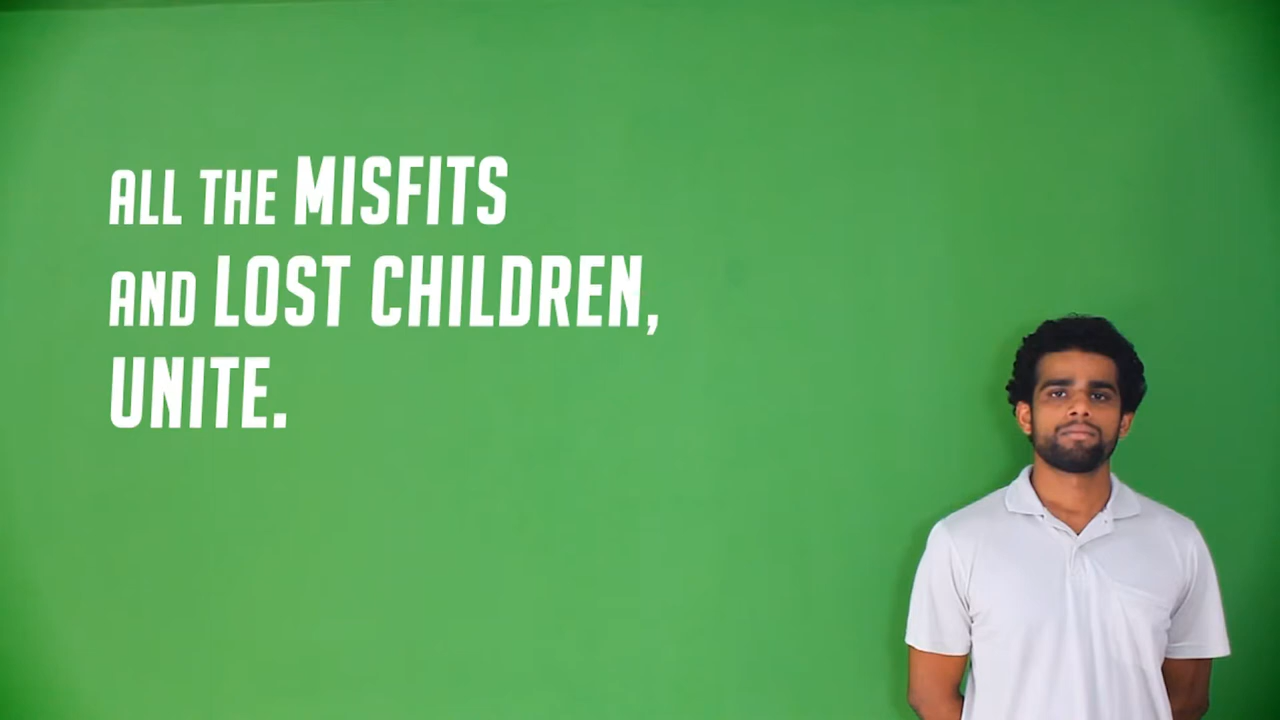 ALL THE MISFITS
AND LOST CHILDREN,
UNITE.